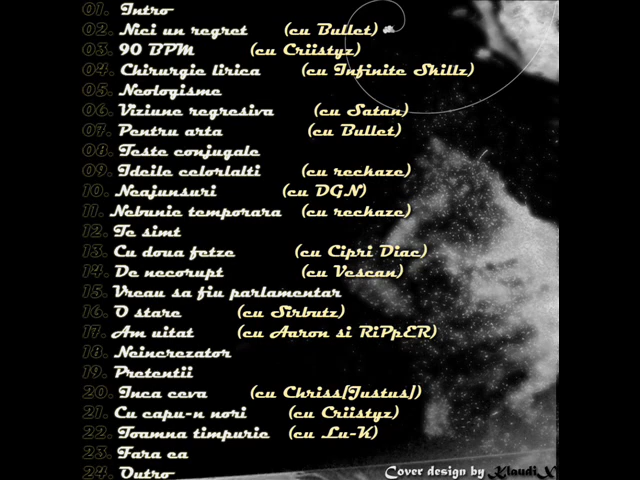 01. Intro
02. Nici un regret (cu Bullet)
03. 90 BPM (cu Criistyz)
04. Chirurgie lirica (cu Infinite Skillz)
05. Neologisme
06. Viziune regresiva (cu Satan)
07. Pentru arta (cu Bullet)
08. Teste conjugale
09. Ideile celorlalti (cu reckaze)
10. Neajunsuri (cu DGN)
11. Nebunie temporara (cu reckaze)
12. Te simt
13. Cu doua fetze (cu Cipri Diac)
14. De necorupt (cu Vescan)
15. Vreau sa fiu parlamentar
16. O stare (cu Sirbutz)
17. Am uitat (cu Aaron si RiPpER)
18. Neincrezator
19. Pretentii
20. Inca ceva (cu Chriss[Justus])
21. Cu capu-n nori (cu Criistyz)
22. Toamna timpurie (cu Lu-K)
23. Fara ea
24. Outro
Cover design by KlaudiX